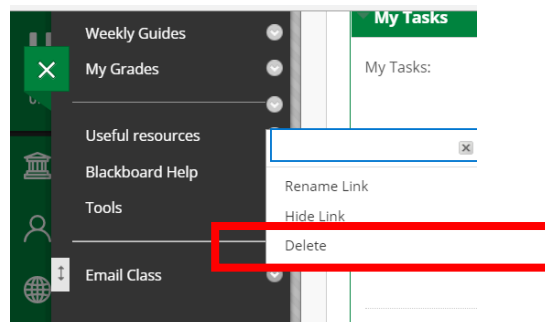 Weekly Guides
My Grades
Useful resources
Blackboard Help
Tools
Email Class
My Tasks
My Tasks:
Rename Link
Hide Link
Delete